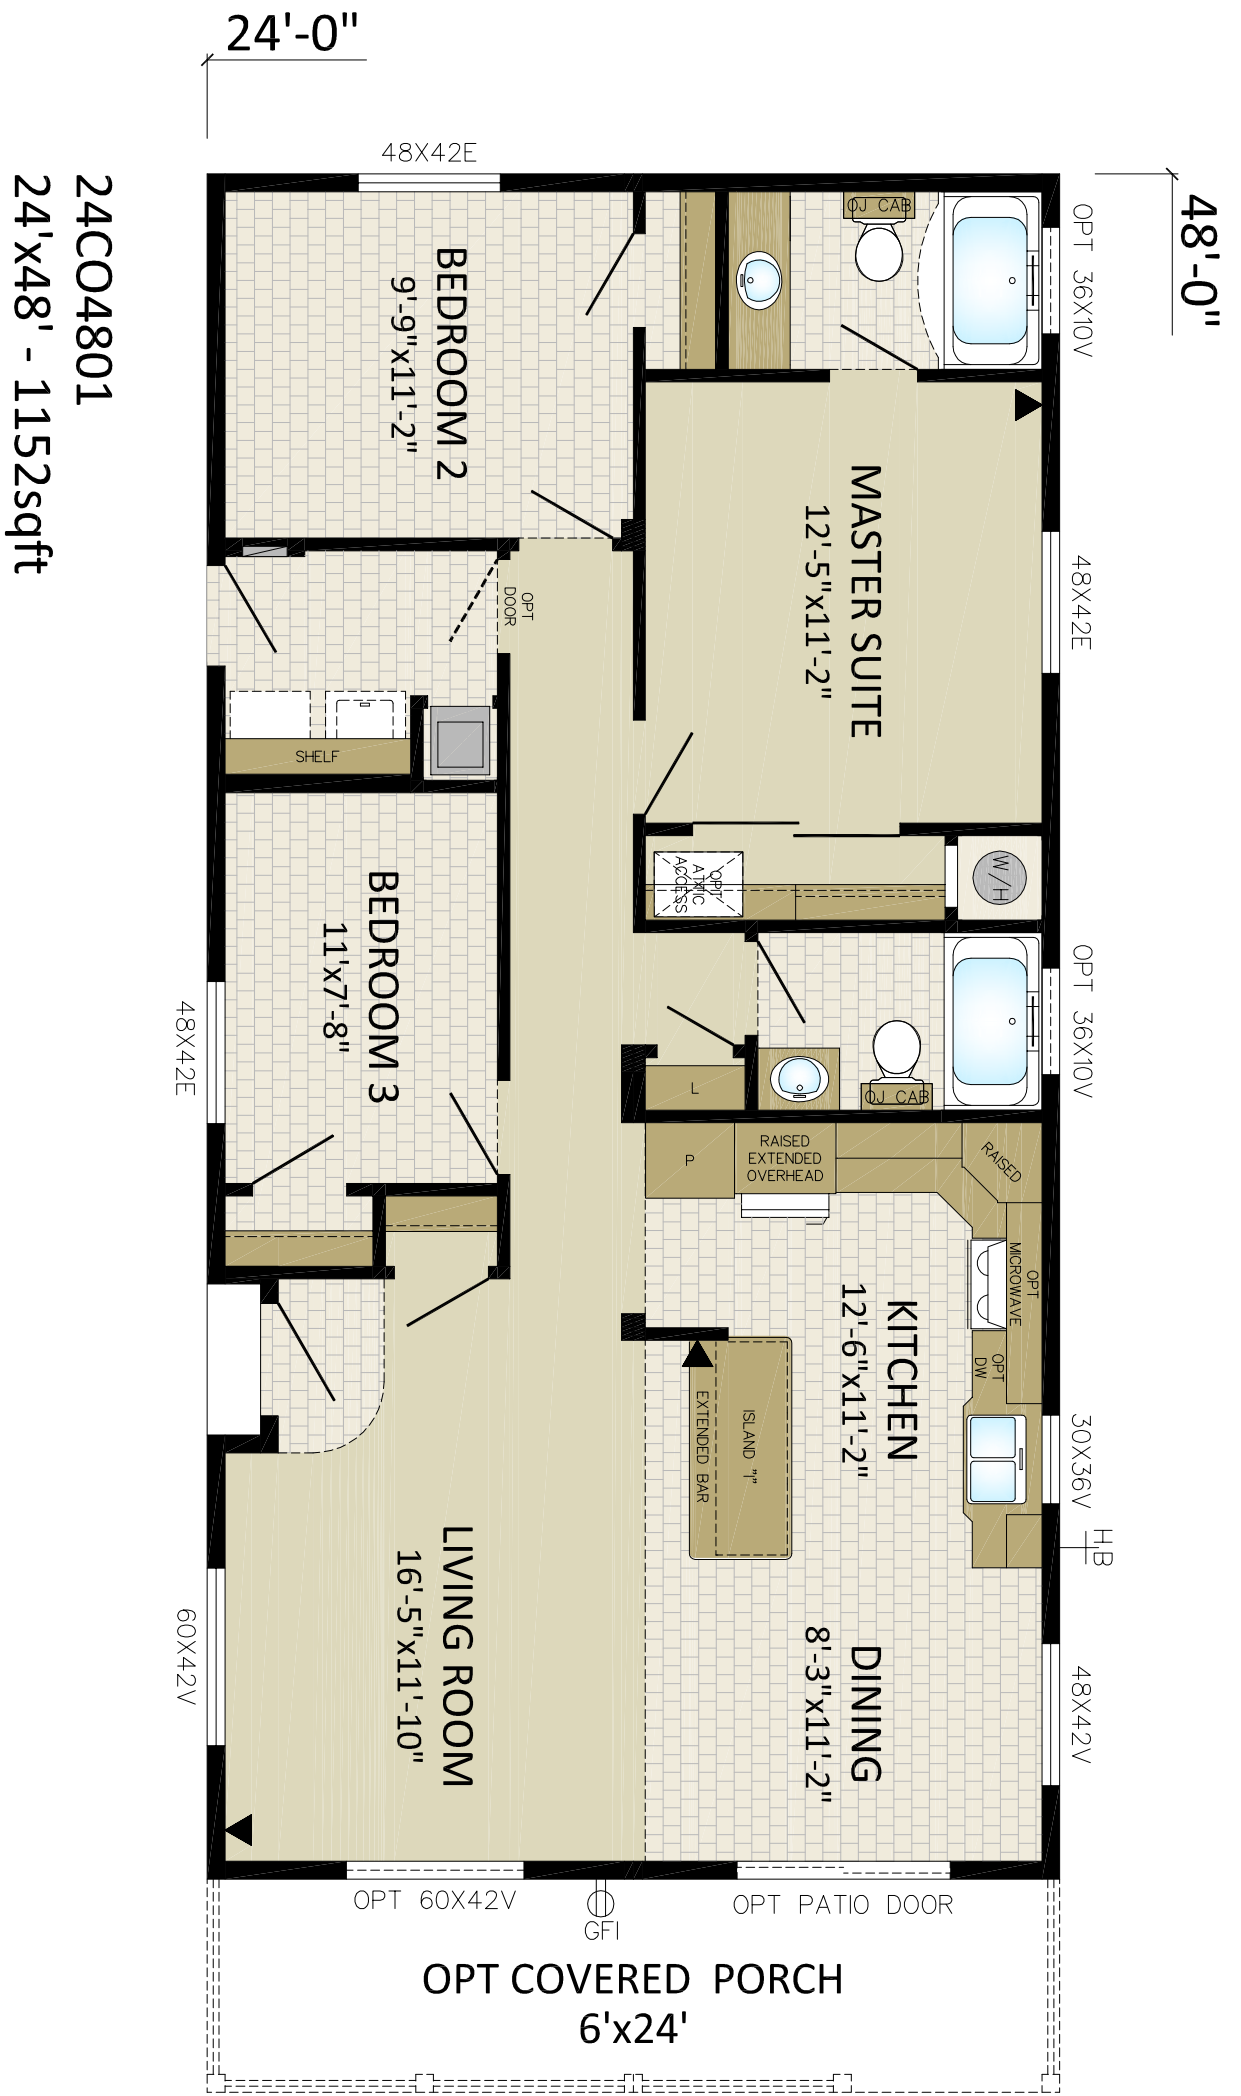 24'-0"
48'-0"
24CO4801
24'x48' - 1152sqft
48X42E
OPT 36X10V
OJ CAB
BEDROOM 2
9'-9"x11'-2"
MASTER SUITE
12'-5"x11'-2"
48X42E
OPT
DOOR
SHELF
OPT
ATTIC
ACCESS
W/H
BEDROOM 3
11'x7'-8"
48X42E
OPT 36X10V
L
OJ CAB
P
RAISED
EXTENDED
OVERHEAD
RAISED
OPT
MICROWAVE
OPT
DW
KITCHEN
12'-6"x11'-2"
ISLAND "I"
EXTENDED BAR
30X36V
HB
LIVING ROOM
16'-5"x11'-10"
60X42V
DINING
8'-3"x11'-2"
48X42V
OPT 60X42V
GFI
OPT PATIO DOOR
OPT COVERED PORCH
6'x24'